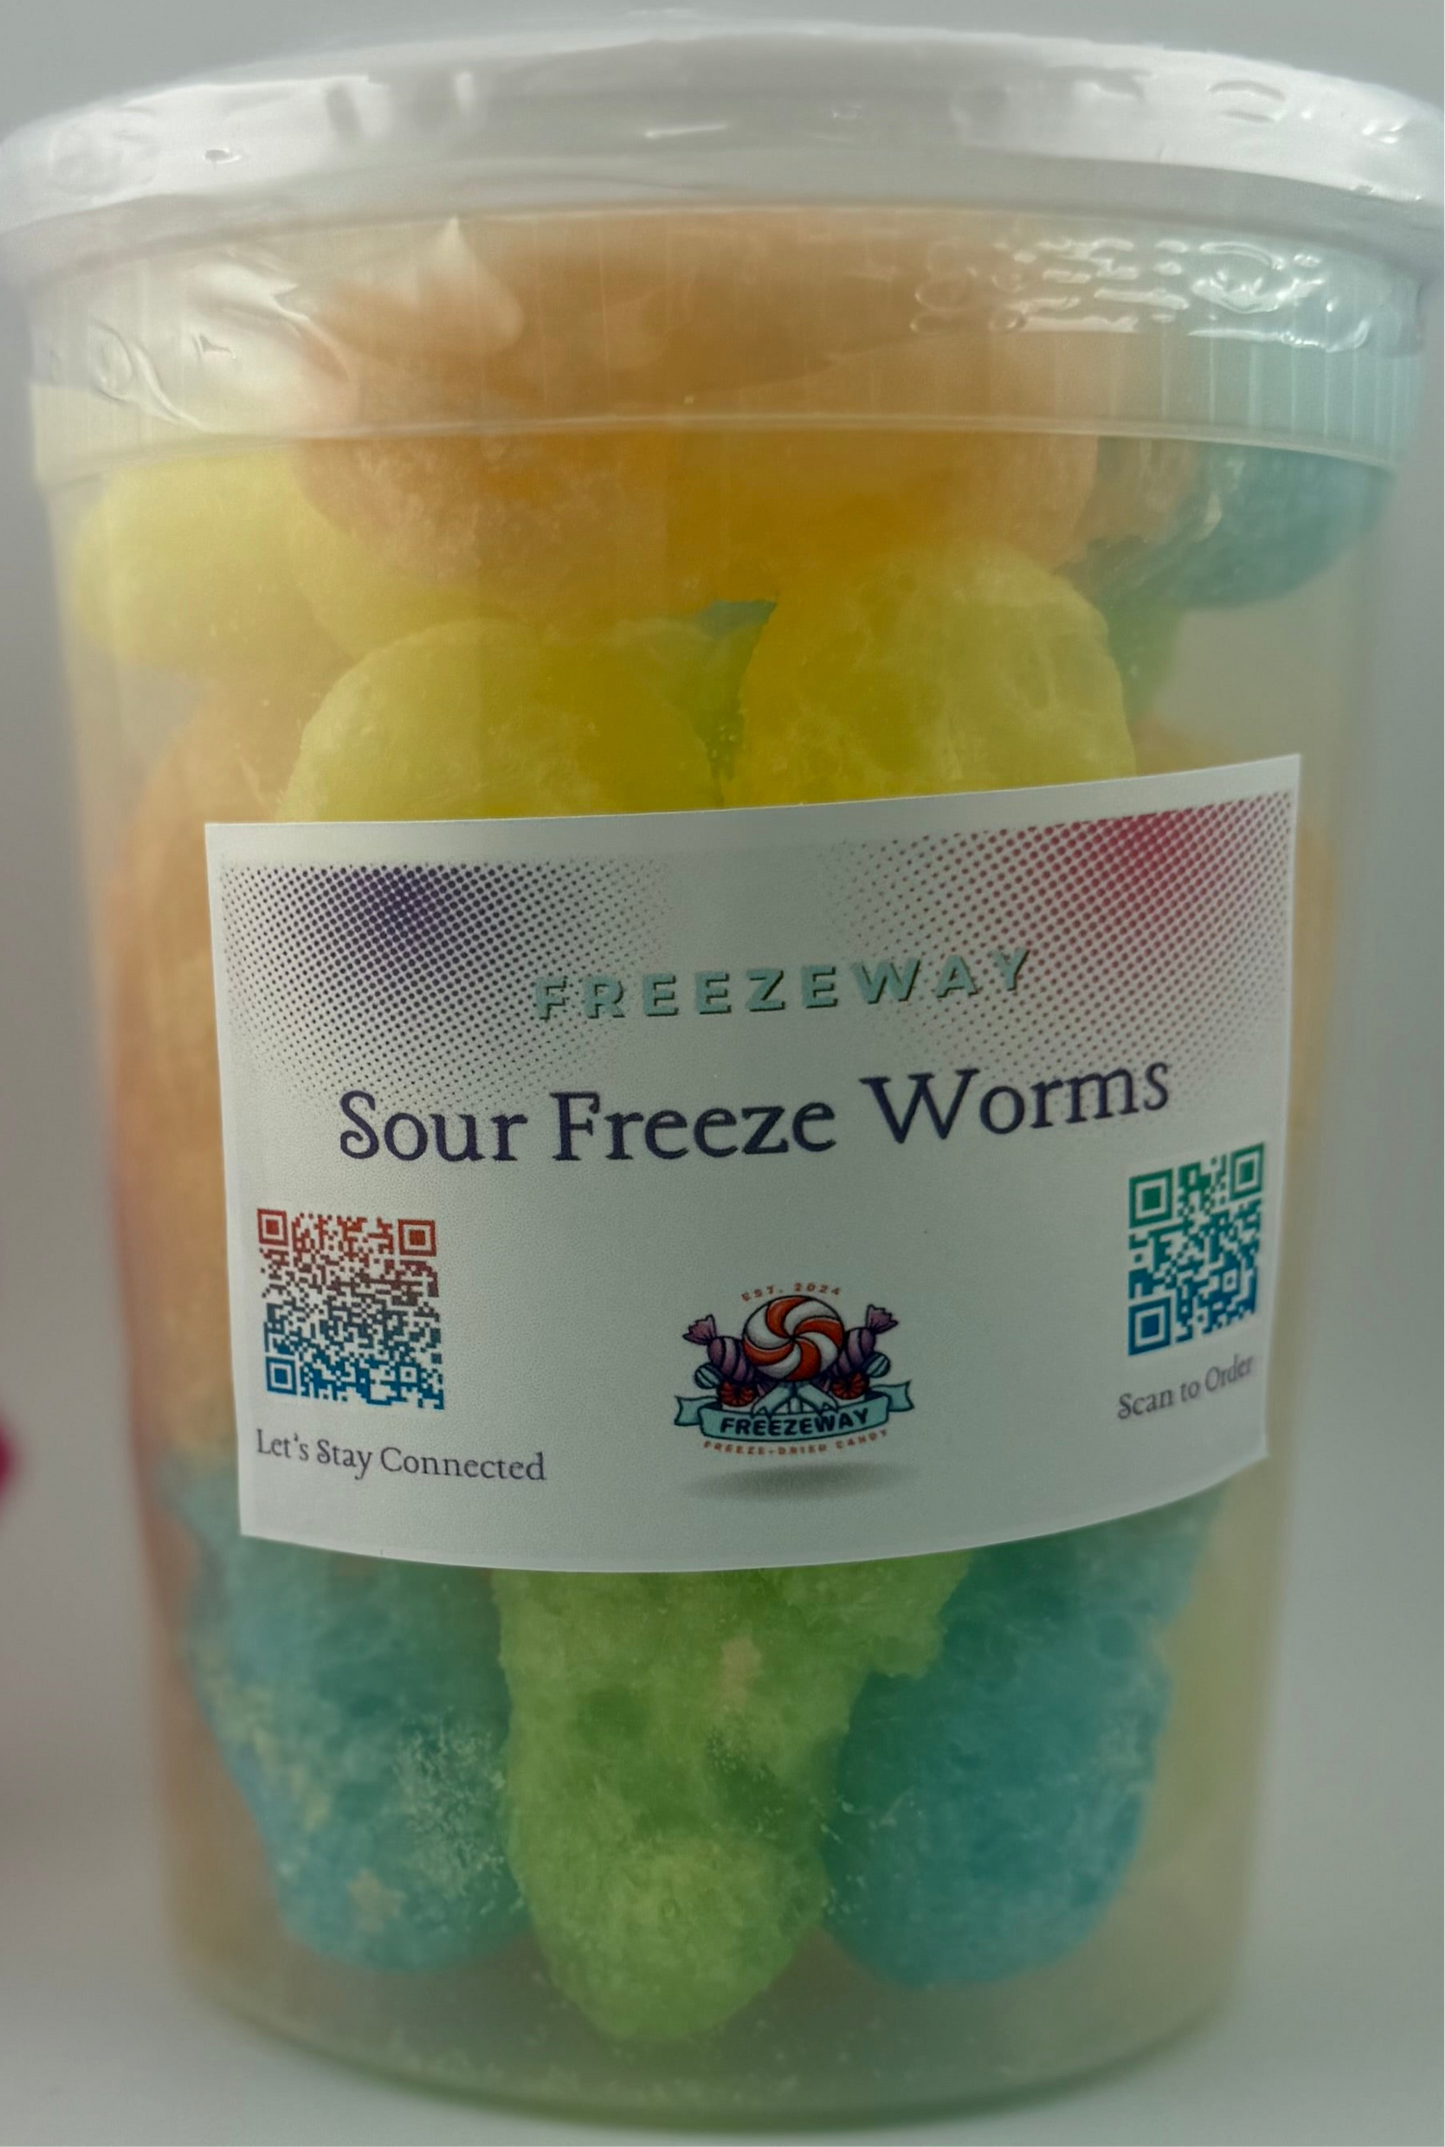 FREEZEWAY
Sour Freeze Worms
Let's Stay Connected
EST. 2024
FREEZEWAY
FREEZE-DRIED CANDY
Scan to Order